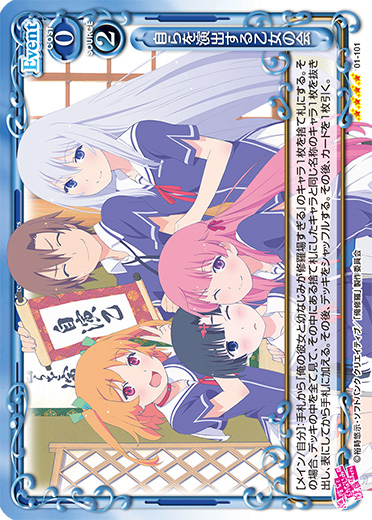 Event
COST
0
SOURCE
2
自らを演出する乙女の会
01-101
自演乙
[メイン/自分]:手札から「俺の彼女と幼なじみが修羅場すぎる」のキャラ1枚を捨て札にする。そ
の場合、デッキの中を全て見て、その中にある捨て札にしたキャラと同じ名称のキャラ1枚を抜き
出し、表にしてから手札に加える。その後、デッキをシャッフルする。その後、カードを1枚引く。
©裕時悠示・ソフトバンククリエイティブ/「俺修羅」製作委員会